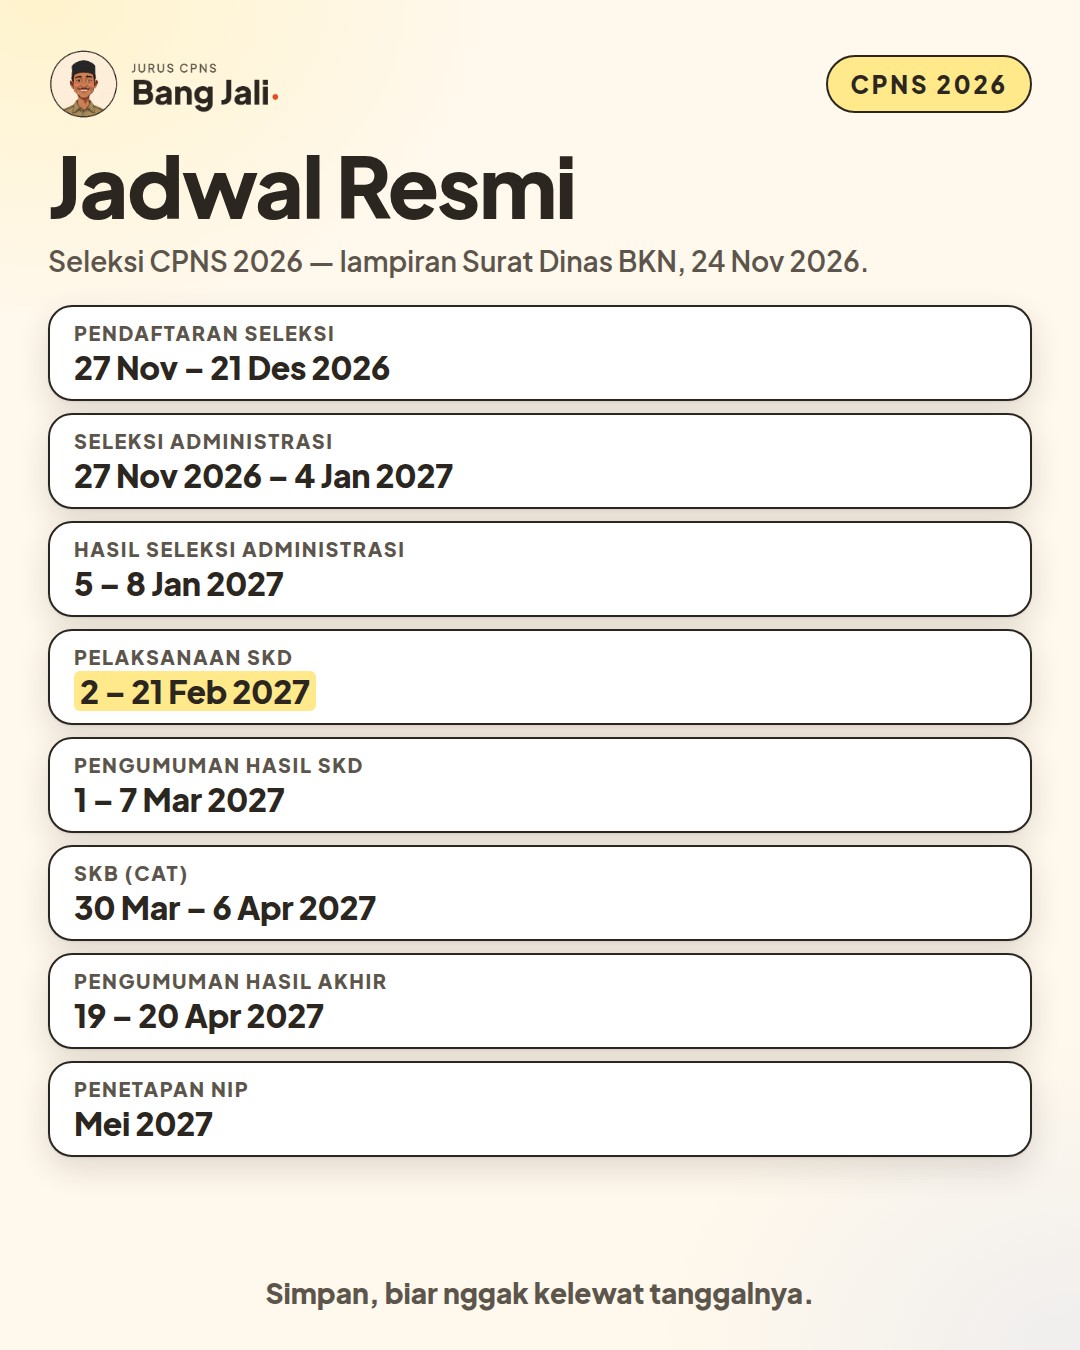 JURUS CPNS
Bang Jali
CPNS 2026
Jadwal Resmi
Seleksi CPNS 2026 — lampiran Surat Dinas BKN, 24 Nov 2026.
PENDAFTARAN SELEKSI
27 Nov – 21 Des 2026
SELEKSI ADMINISTRASI
27 Nov 2026 – 4 Jan 2027
HASIL SELEKSI ADMINISTRASI
5 – 8 Jan 2027
PELAKSANAAN SKD
2 – 21 Feb 2027
PENGUMUMAN HASIL SKD
1 – 7 Mar 2027
SKB (CAT)
30 Mar – 6 Apr 2027
PENGUMUMAN HASIL AKHIR
19 – 20 Apr 2027
PENETAPAN NIP
Mei 2027
Simpan, biar nggak kelewat tanggalnya.